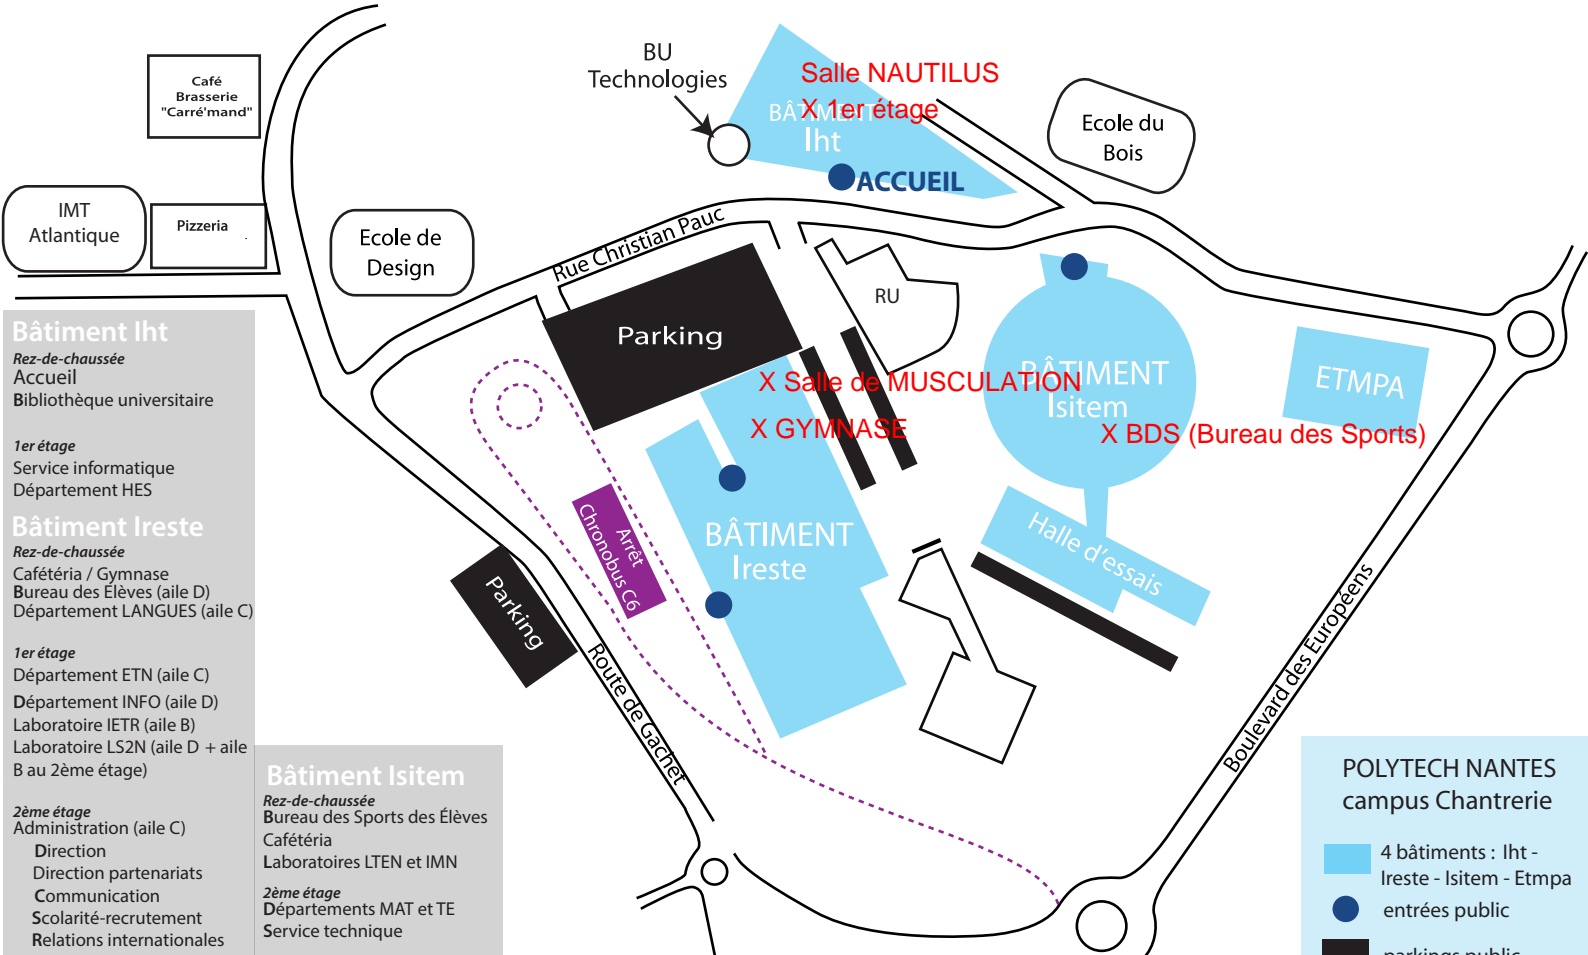 Café
Brasserie
"Carré'mand"
IMT
Atlantique
Pizzeria
Ecole de
Design
BU
Technologies
Salle NAUTILUS
X 1er étage
BÂTIMENT
Iht
ACCUEIL
Ecole du
Bois
Rue Christian Pauc
Parking
RU
X Salle de MUSCULATION
X GYMNASE
BÂTIMENT
Isitem
ETMPA
X BDS (Bureau des Sports)
Arrêt
Chronobus C6
BÂTIMENT
Ireste
Halle d'essais
Parking
Route de Gachet
Boulevard des Européens
Bâtiment Iht
Rez-de-chaussée
Accueil
Bibliothèque universitaire
1er étage
Service informatique
Département HES
Bâtiment Ireste
Rez-de-chaussée
Cafétéria / Gymnase
Bureau des Elèves (aile D)
Département LANGUES (aile C)
1er étage
Département ETN (aile C)
Département INFO (aile D)
Laboratoire IETR (aile B)
Laboratoire LS2N (aile D + aile
B au 2ème étage)
2ème étage
Administration (aile C)
Direction
Direction partenariats
Communication
Scolarité-recrutement
Relations internationales
Bâtiment Isitem
Rez-de-chaussée
Bureau des Sports des Élèves
Cafétéria
Laboratoires LTEN et IMN
2ème étage
Départements MAT et TE
Service technique
POLYTECH NANTES
campus Chantrerie
4 bâtiments : Iht -
Ireste - Isitem - Etmpa
entrées public
parkings public